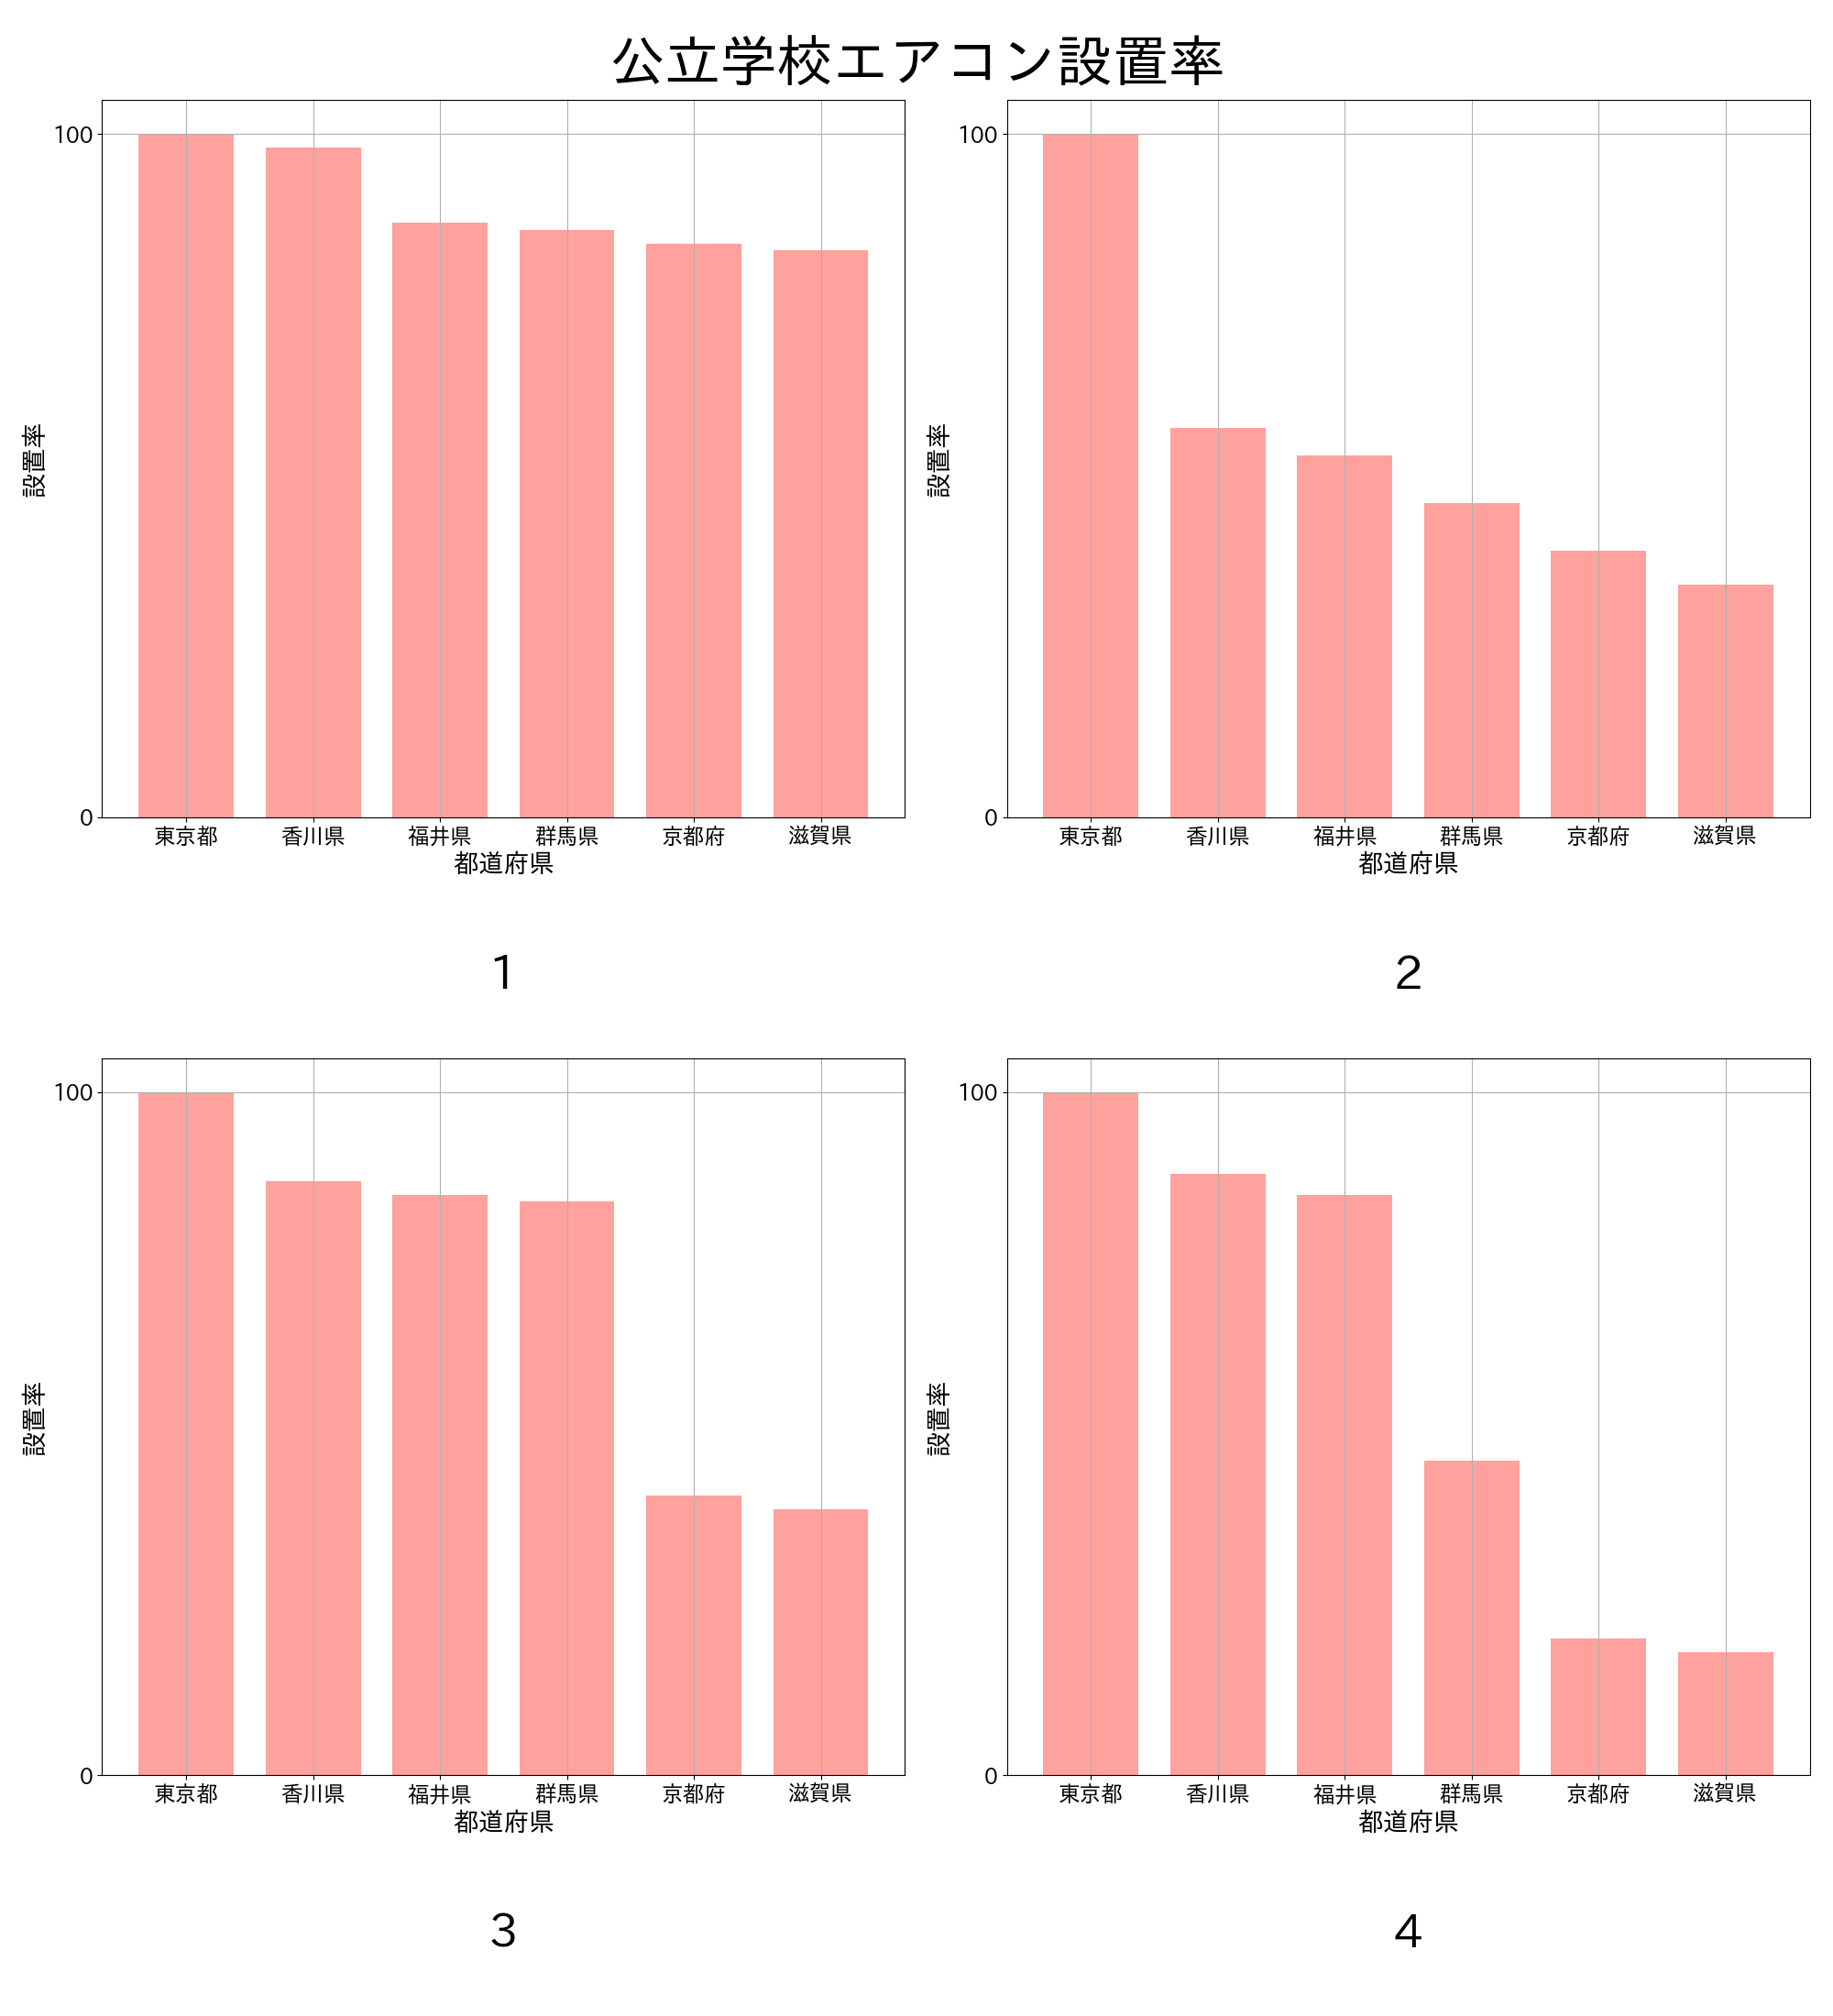 公立学校エアコン設置率
100
0
設置率
東京都 香川県 福井県 群馬県 京都府 滋賀県
都道府県
1
100
0
設置率
東京都 香川県 福井県 群馬県 京都府 滋賀県
都道府県
2
100
0
設置率
東京都 香川県 福井県 群馬県 京都府 滋賀県
都道府県
3
100
0
設置率
東京都 香川県 福井県 群馬県 京都府 滋賀県
都道府県
4